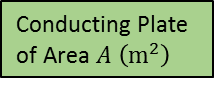 Conducting Plate
of Area A (m²)